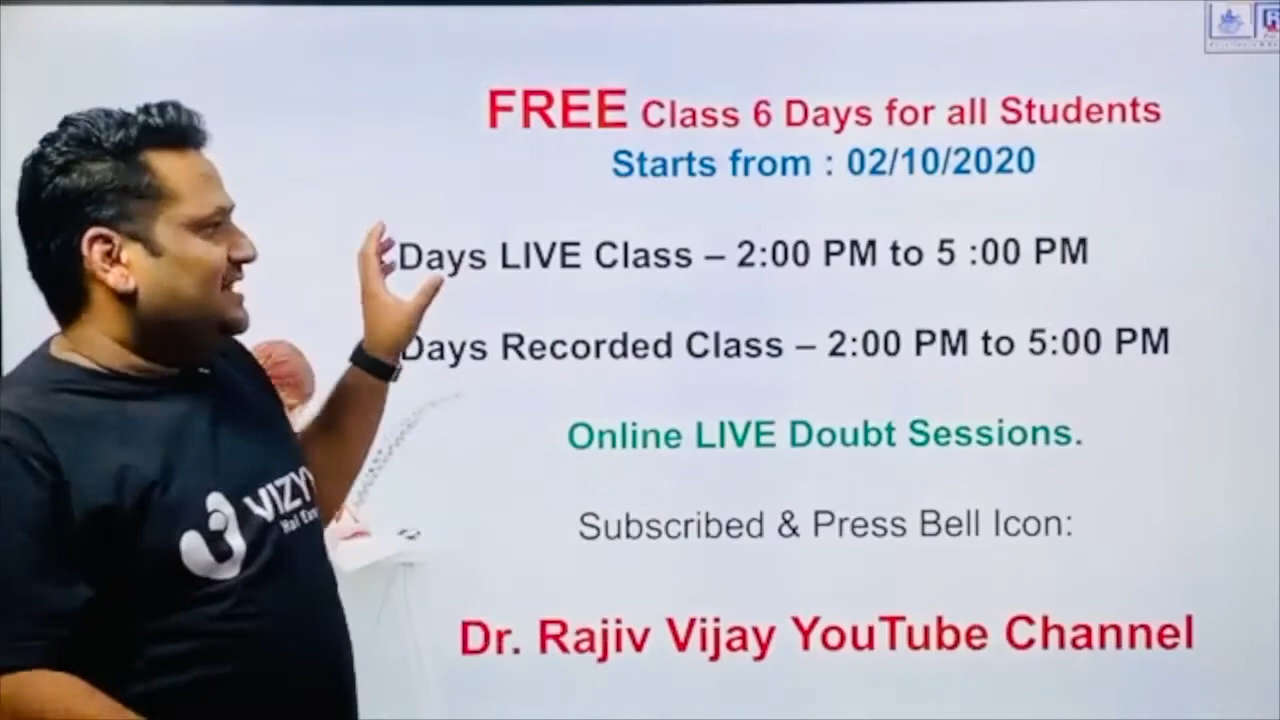 FREE Class 6 Days for all Students
Starts from : 02/10/2020
Days LIVE Class – 2:00 PM to 5 :00 PM
Days Recorded Class – 2:00 PM to 5:00 PM
Online LIVE Doubt Sessions.
Subscribed & Press Bell Icon:
Dr. Rajiv Vijay YouTube Channel
VIZY
Hai